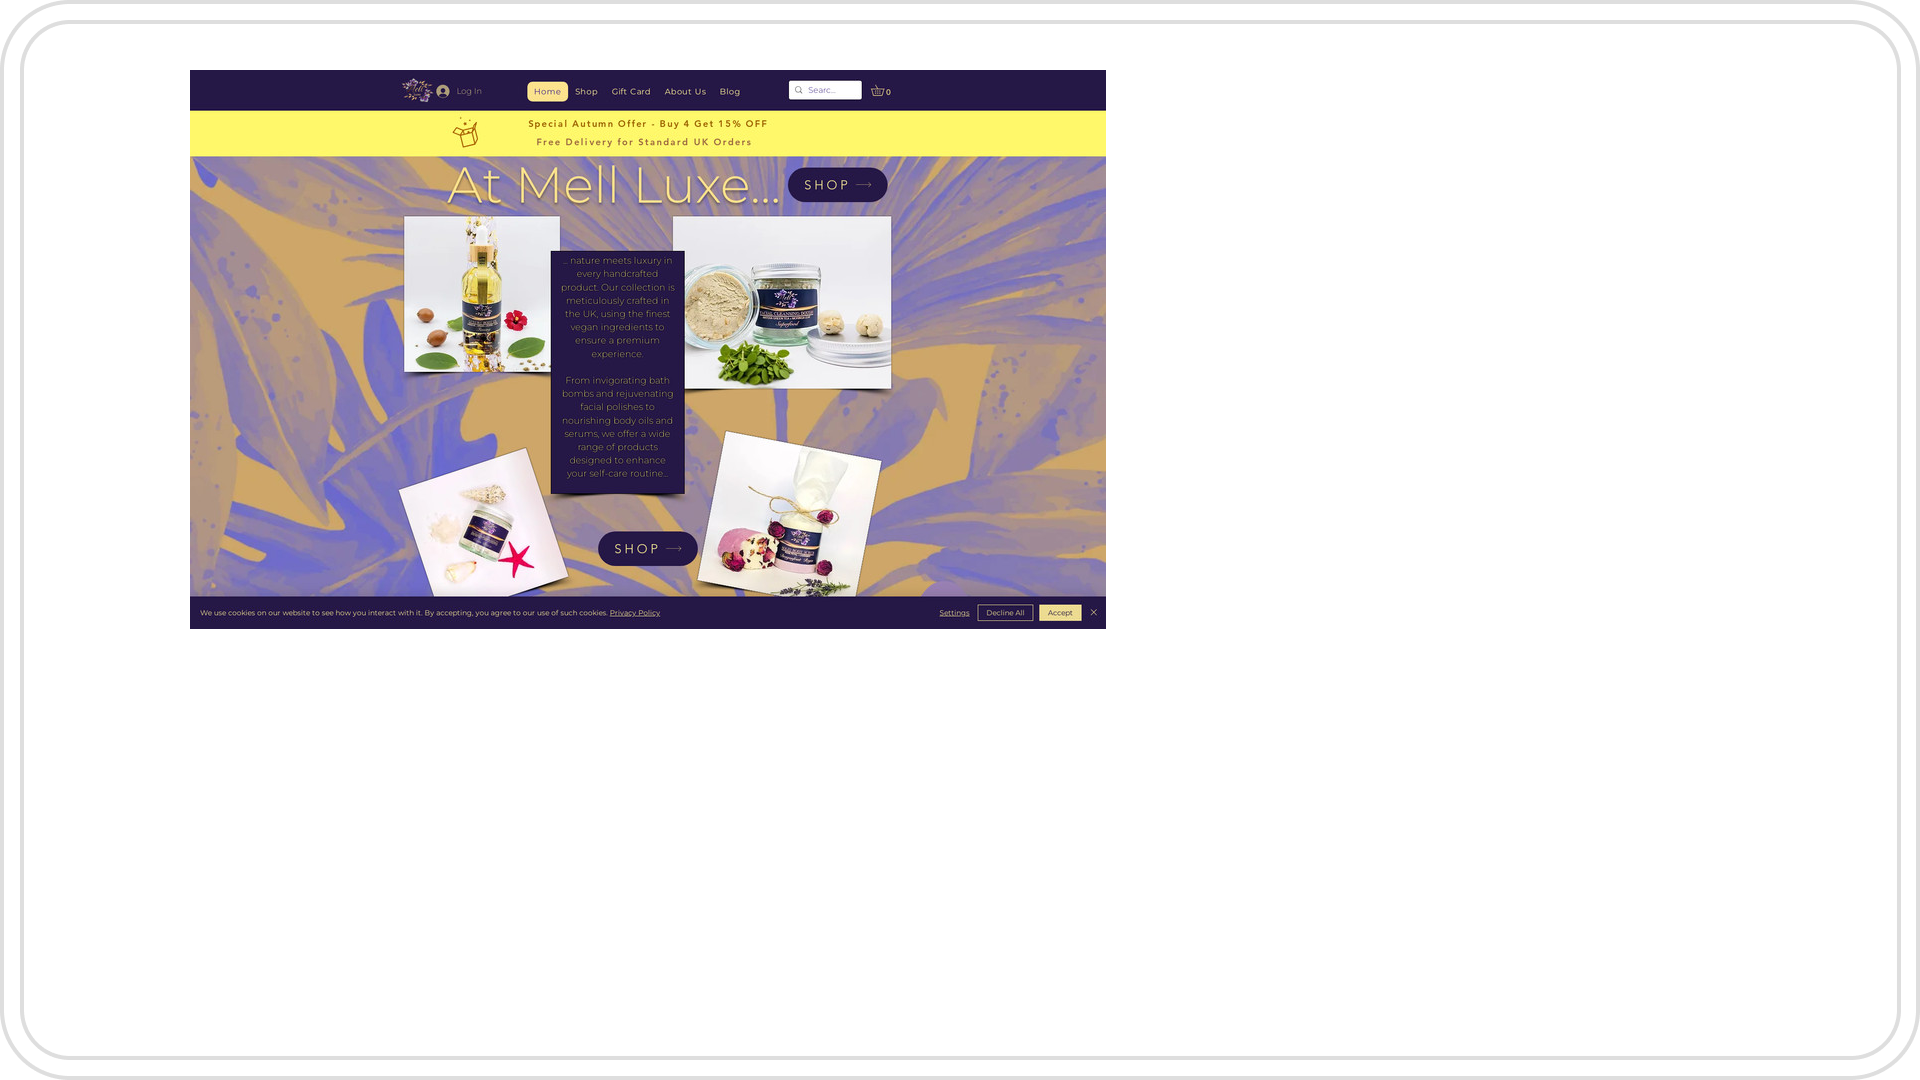 Log In
Home
Shop
Gift Card
About Us
Blog
Searc...
0
Special Autumn Offer - Buy 4 Get 15% OFF
Free Delivery for Standard UK Orders
At Mell Luxe...
SHOP
... nature meets luxury in
every handcrafted
product. Our collection is
meticulously crafted in
the UK, using the finest
vegan ingredients to
ensure a premium
experience.
From invigorating bath
bombs and rejuvenating
facial polishes to
nourishing body oils and
serums, we offer a wide
range of products
designed to enhance
your self-care routine...
FACIAL CLEANSING DOUGH
Superfood
SHOP
We use cookies on our website to see how you interact with it. By accepting, you agree to our use of such cookies. Privacy Policy
Settings
Decline All
Accept